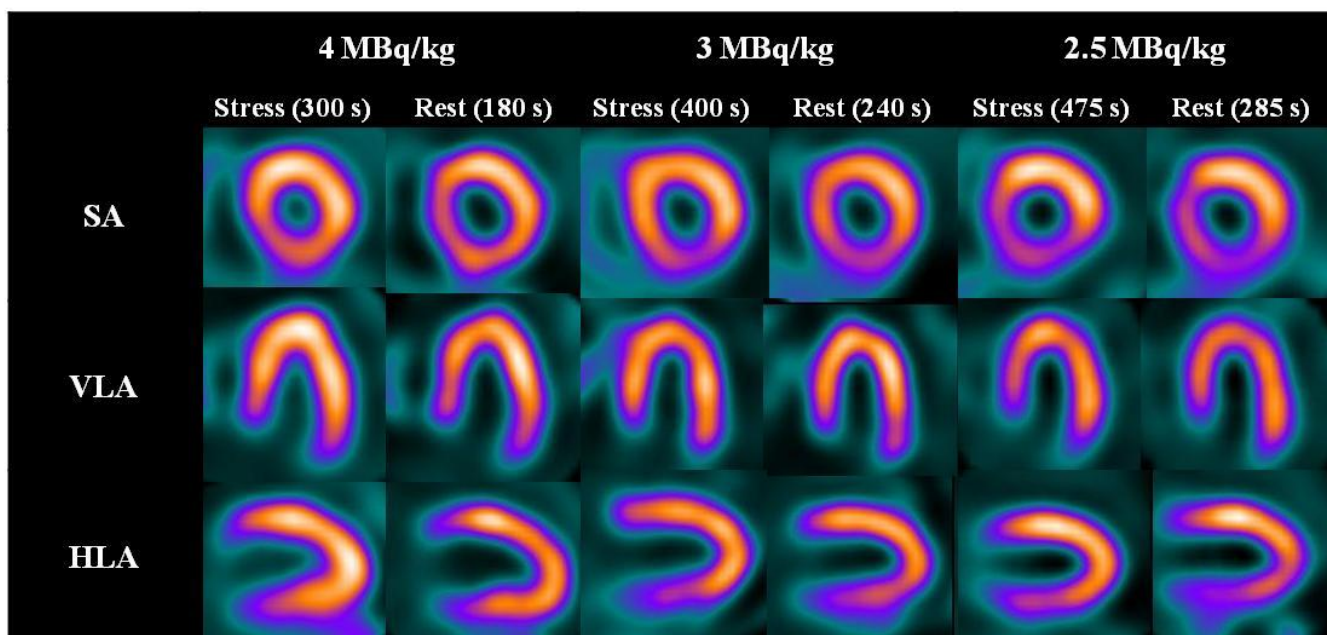 4 MBq/kg 3 MBq/kg 2.5 MBq/kg
Stress (300 s) Rest (180 s) Stress (400 s) Rest (240 s) Stress (475 s) Rest (285 s)
SA
VLA
HLA